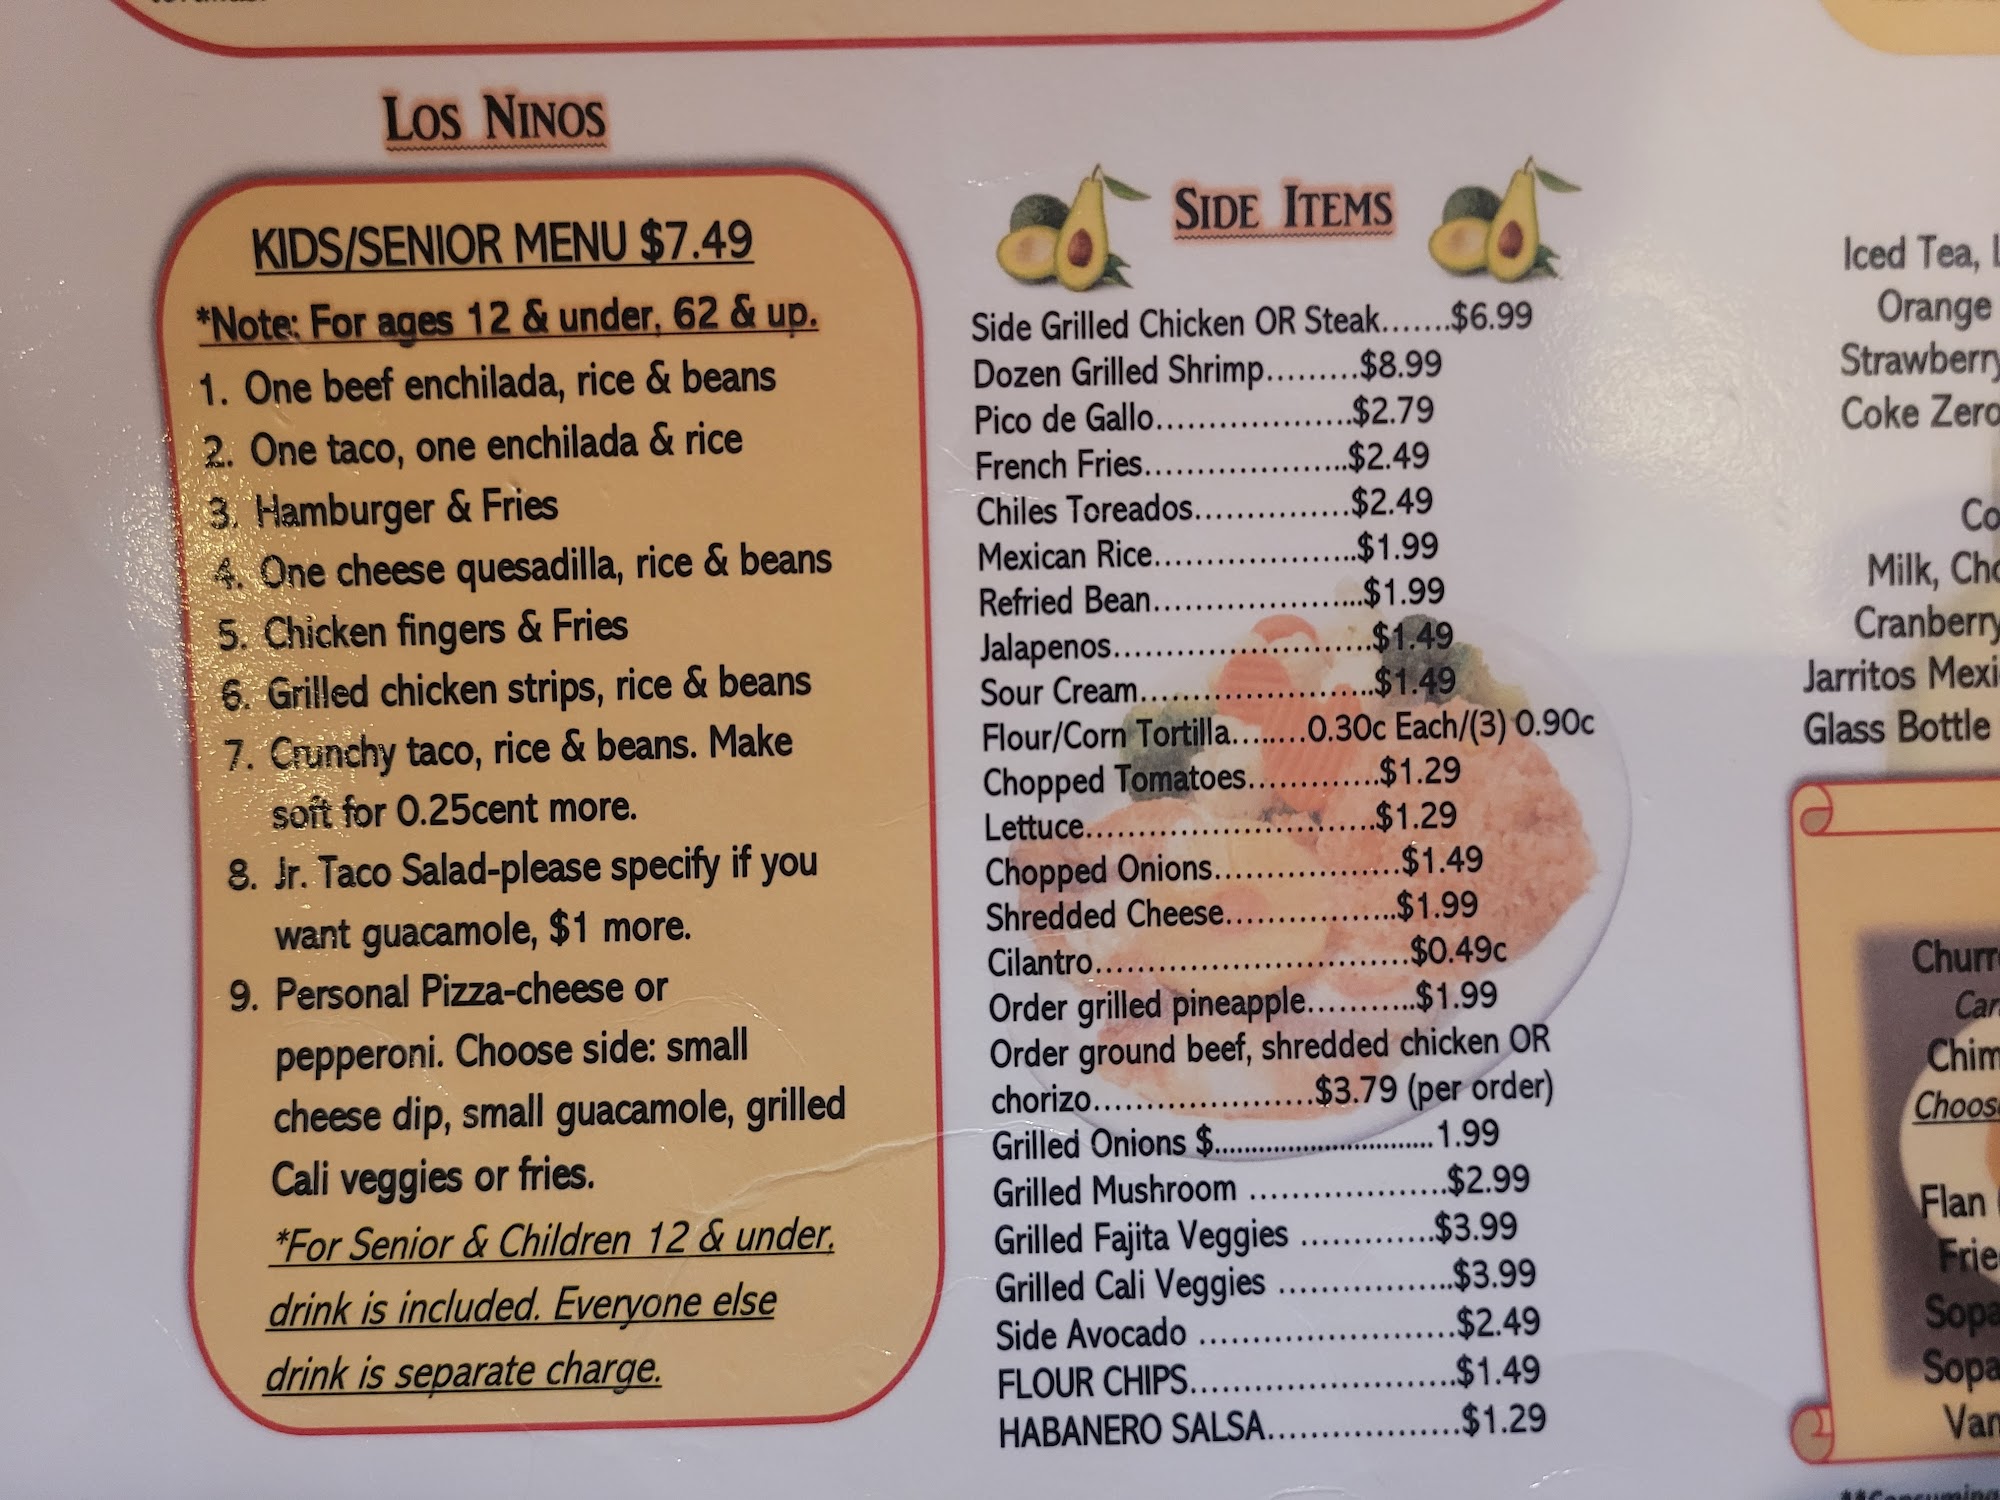 LOS NINOS
KIDS/SENIOR MENU $7.49
*Note: For ages 12 & under, 62 & up.
1. One beef enchilada, rice & beans
2. One taco, one enchilada & rice
3. Hamburger & Fries
4. One cheese quesadilla, rice & beans
5. Chicken fingers & Fries
6. Grilled chicken strips, rice & beans
7. Crunchy taco, rice & beans. Make
soft for 0.25cent more.
8. Jr. Taco Salad-please specify if you
want guacamole, $1 more.
9. Personal Pizza-cheese or
pepperoni. Choose side: small
cheese dip, small guacamole, grilled
Cali veggies or fries.
*For Senior & Children 12 & under,
drink is included. Everyone else
drink is separate charge.
SIDE ITEMS
Side Grilled Chicken OR Steak.......$6.99
Dozen Grilled Shrimp.........$8.99
Pico de Gallo...................$2.79
French Fries....................$2.49
Chiles Toreados...............$2.49
Mexican Rice....................$1.99
Refried Bean.....................$1.99
Jalapenos.........................$1.49
Sour Cream.......................$1.49
Flour/Corn Tortilla........0.30c Each/(3) 0.90c
Chopped Tomatoes.............$1.29
Lettuce.............................$1.29
Chopped Onions..................$1.49
Shredded Cheese.................$1.99
Cilantro..............................$0.49c
Order grilled pineapple...........$1.99
Order ground beef, shredded chicken OR
chorizo.....................$3.79 (per order)
Grilled Onions $..............................1.99
Grilled Mushroom ....................$2.99
Grilled Fajita Veggies .............$3.99
Grilled Cali Veggies .................$3.99
Side Avocado ........................$2.49
FLOUR CHIPS..........................$1.49
HABANERO SALSA...................$1.29
Iced Tea,
Orange
Strawberry
Coke Zero
Milk,
Cranberry
Jarritos
Glass Bottle
Flan